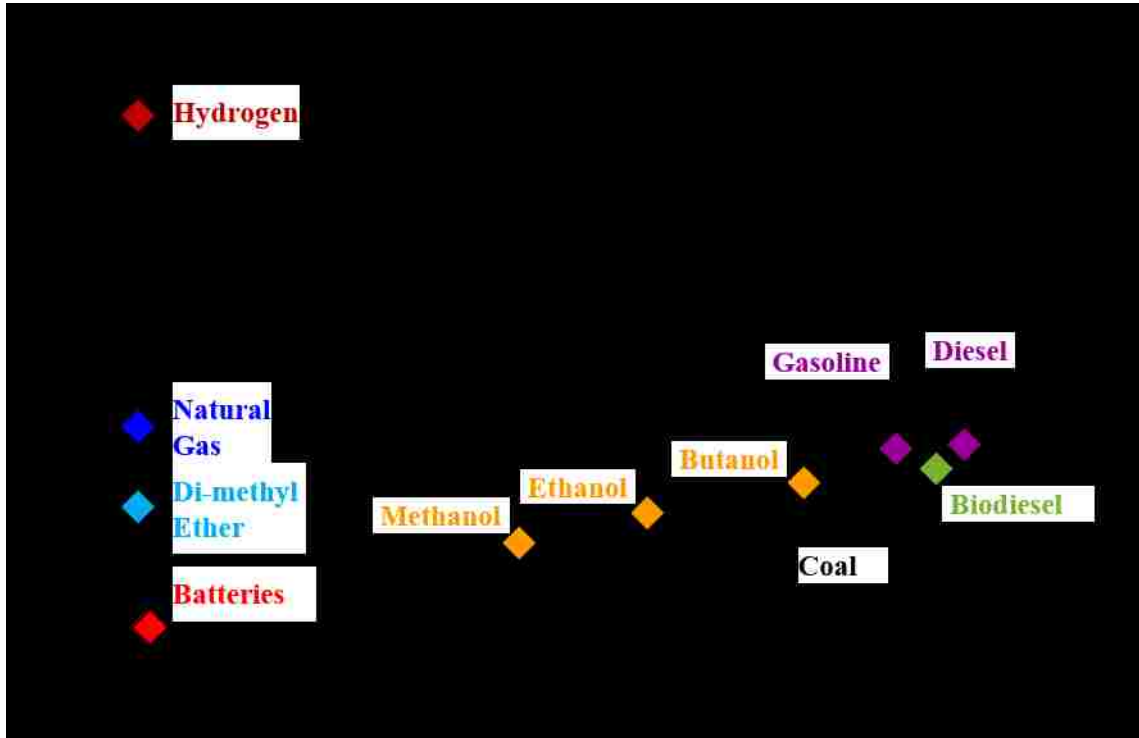 Hydrogen
Diesel
Gasoline
Natural
Gas
Butanol
Ethanol
Di-methyl
Ether
Methanol
Biodiesel
Coal
Batteries